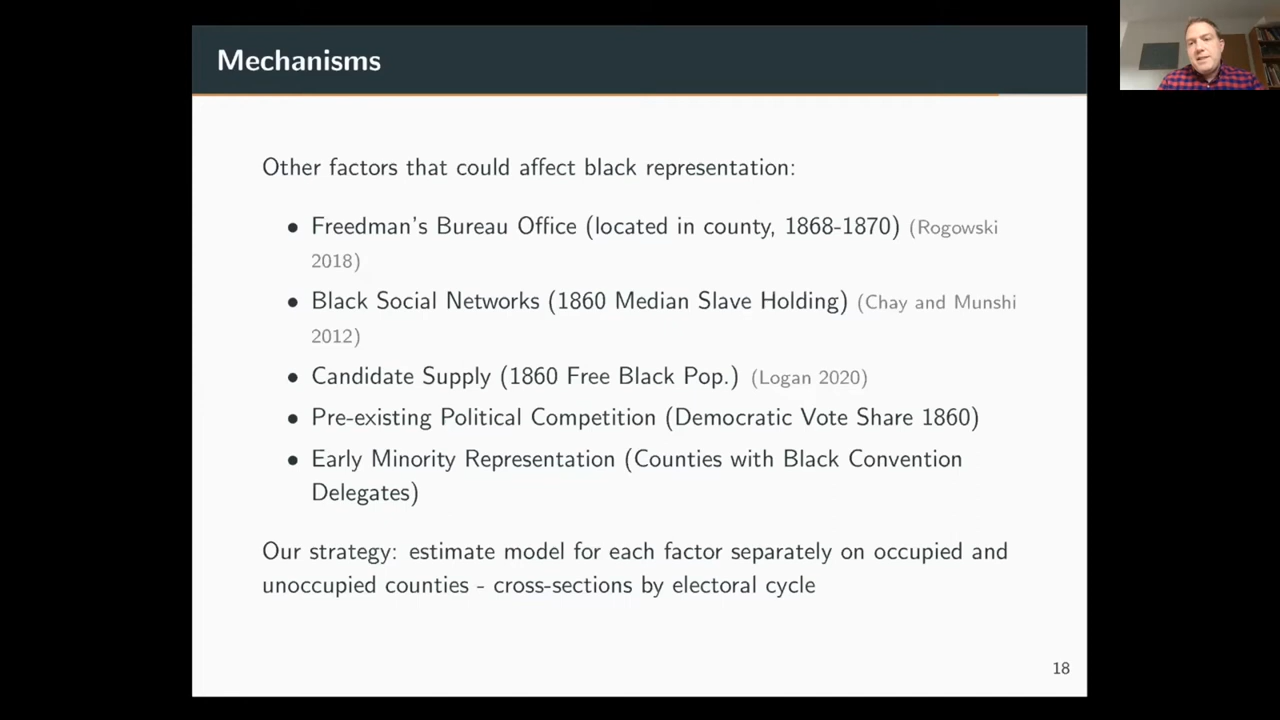 Mechanisms
Other factors that could affect black representation:
• Freedman's Bureau Office (located in county, 1868-1870) (Rogowski
2018)
• Black Social Networks (1860 Median Slave Holding) (Chay and Munshi
2012)
• Candidate Supply (1860 Free Black Pop.) (Logan 2020)
• Pre-existing Political Competition (Democratic Vote Share 1860)
• Early Minority Representation (Counties with Black Convention
Delegates)
Our strategy: estimate model for each factor separately on occupied and
unoccupied counties - cross-sections by electoral cycle
18